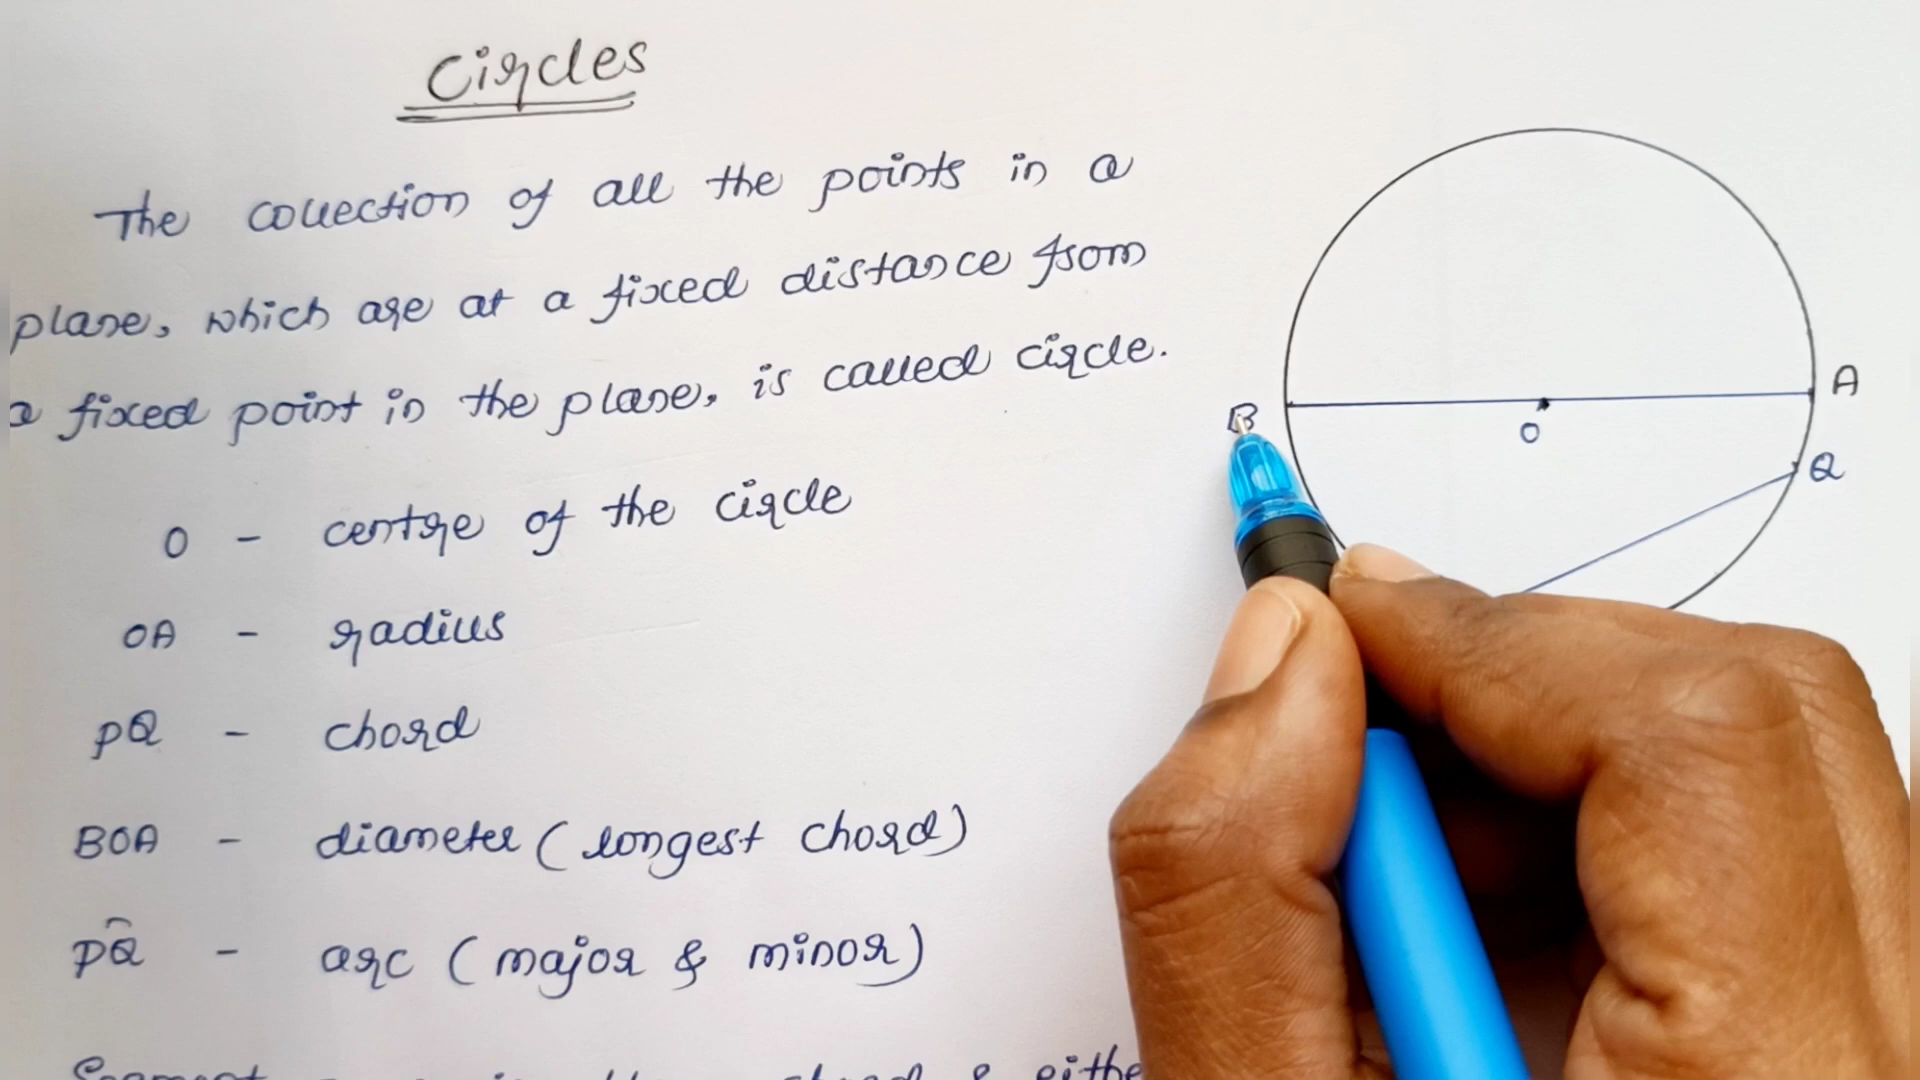 Circles
The collection of all the points in a
plane, which are at a fixed distance from
a fixed point in the plane, is called circle.
O - centre of the circle
OA - radius
PQ - chord
BOA - diameter (longest chord)
P͡Q - arc (major & minor)
Segment
B
O
A
Q